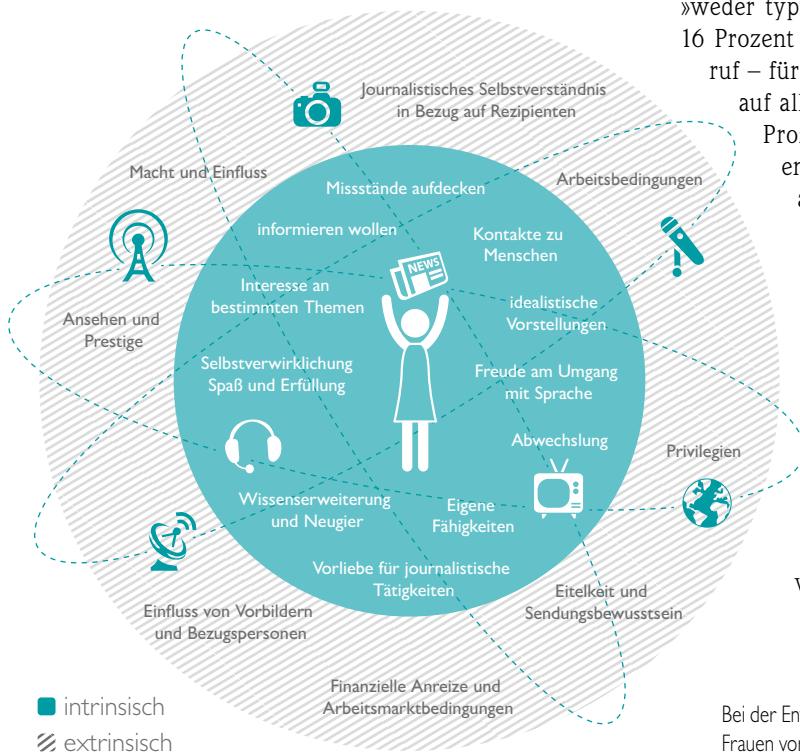 »weder typ
16 Prozent
ruf – für
auf all
Pro
er
a
Journalistisches Selbstverständnis
in Bezug auf Rezipienten
Macht und Einfluss
Missstände aufdecken
Arbeitsbedingungen
informieren wollen
Kontakte zu
Menschen
NEWS
Interesse an
bestimmten Themen
idealistische
Vorstellungen
Ansehen und
Prestige
Selbstverwirklichung
Spaß und Erfüllung
Freude am Umgang
mit Sprache
Abwechslung
Privilegien
Wissenserweiterung
und Neugier
Eigene
Fähigkeiten
Vorliebe für journalistische
Tätigkeiten
Eitelkeit und
Sendungsbewusstsein
Einfluss von Vorbildern
und Bezugspersonen
Finanzielle Anreize und
Arbeitsmarktbedingungen
intrinsisch
extrinsisch
Bei der En
Frauen vor